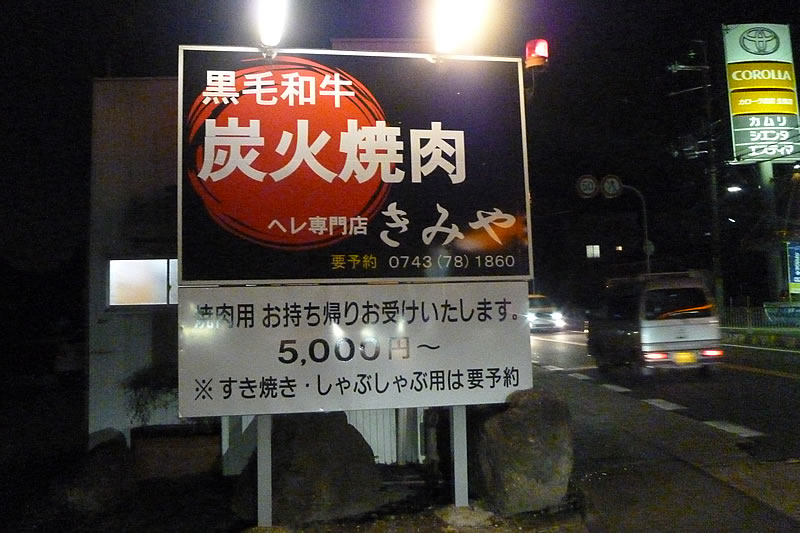 黒毛和牛
炭火焼肉
ヘレ専門店 きみや
要予約 0743(78)1860
焼肉用 お持ち帰りお受けいたします。
5,000円～
※すき焼き・しゃぶしゃぶ用は要予約
COROLLA
カムリ
シエンタ
エスティマ